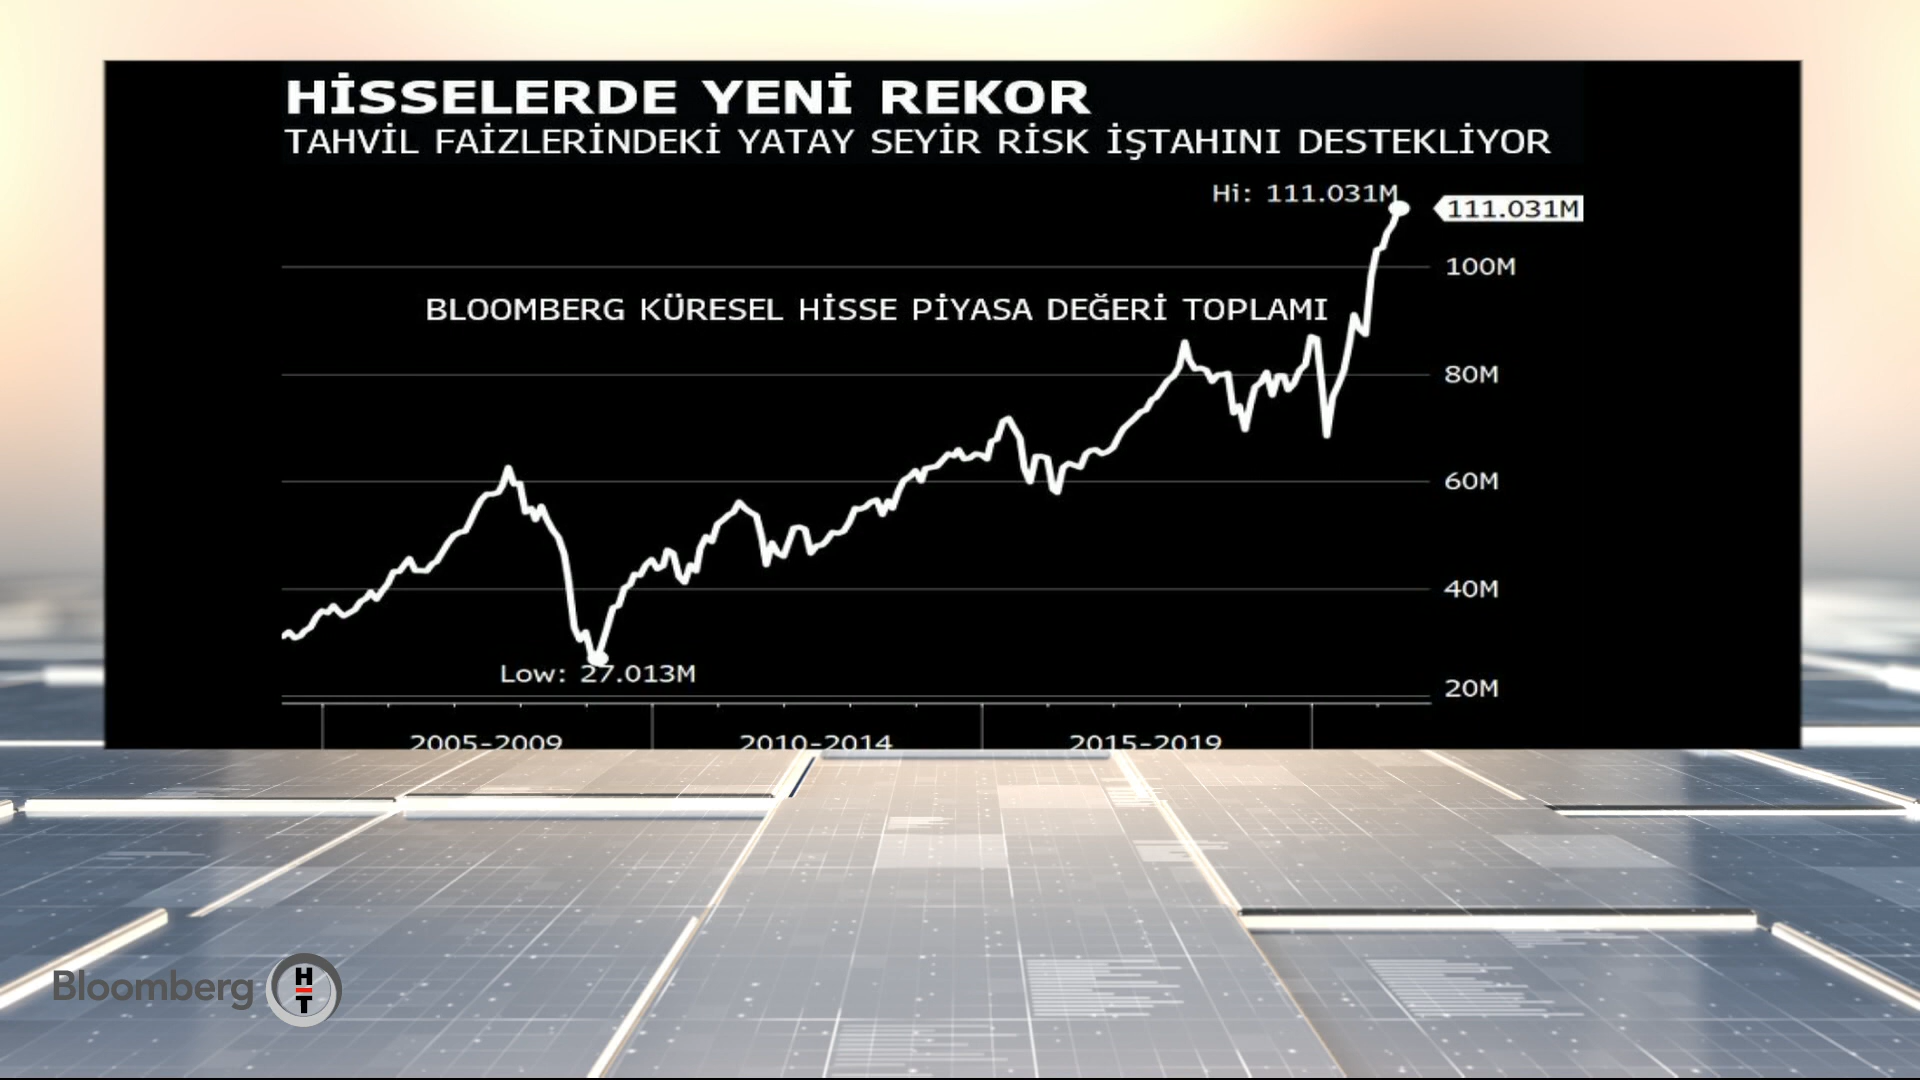 HİSSELERDE YENİ REKOR
TAHVİL FAİZLERİNDEKİ YATAY SEYİR RİSK İŞTAHINI DESTEKLİYOR
Hi: 111.031M
111.031M
100M
BLOOMBERG KÜRESEL HİSSE PİYASA DEĞERİ TOPLAMI
80M
60M
40M
Low: 27.013M
20M
2005-2009 2010-2014 2015-2019
Bloomberg HT